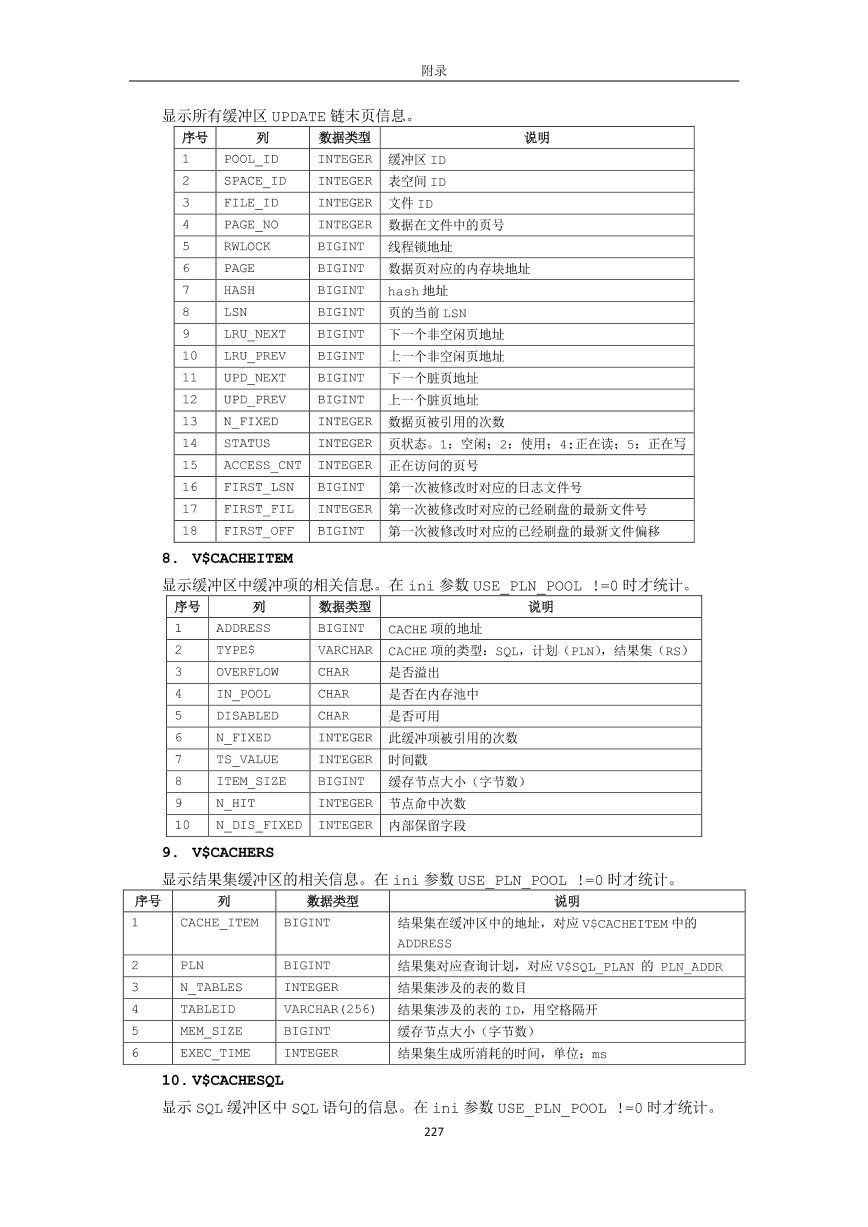 附录
显示所有缓冲区 UPDATE 链末页信息。
序号 列 数据类型 说明
1 POOL_ID INTEGER 缓冲区 ID
2 SPACE_ID INTEGER 表空间 ID
3 FILE_ID INTEGER 文件 ID
4 PAGE_NO INTEGER 数据在文件中的页号
5 RWLOCK BIGINT 线程锁地址
6 PAGE BIGINT 数据页对应的内存块地址
7 HASH BIGINT hash 地址
8 LSN BIGINT 页的当前 LSN
9 LRU_NEXT BIGINT 下一个非空闲页地址
10 LRU_PREV BIGINT 上一个非空闲页地址
11 UPD_NEXT BIGINT 下一个脏页地址
12 UPD_PREV BIGINT 上一个脏页地址
13 N_FIXED INTEGER 数据页被引用的次数
14 STATUS INTEGER 页状态。1：空闲；2：使用；4:正在读；5：正在写
15 ACCESS_CNT INTEGER 正在访问的页号
16 FIRST_LSN BIGINT 第一次被修改时对应的日志文件号
17 FIRST_FIL INTEGER 第一次被修改时对应的已经刷盘的最新文件号
18 FIRST_OFF BIGINT 第一次被修改时对应的已经刷盘的最新文件偏移
8. V$CACHEITEM
显示缓冲区中缓冲项的相关信息。在 ini 参数 USE_PLN_POOL !=0 时才统计。
序号 列 数据类型 说明
1 ADDRESS BIGINT CACHE 项的地址
2 TYPE$ VARCHAR CACHE 项的类型：SQL，计划（PLN），结果集（RS）
3 OVERFLOW CHAR 是否溢出
4 IN_POOL CHAR 是否在内存池中
5 DISABLED CHAR 是否可用
6 N_FIXED INTEGER 此缓冲项被引用的次数
7 TS_VALUE INTEGER 时间戳
8 ITEM_SIZE BIGINT 缓存节点大小（字节数）
9 N_HIT INTEGER 节点命中次数
10 N_DIS_FIXED INTEGER 内部保留字段
9. V$CACHERS
显示结果集缓冲区的相关信息。在 ini 参数 USE_PLN_POOL !=0 时才统计。
序号 列 数据类型 说明
1 CACHE_ITEM BIGINT 结果集在缓冲区中的地址，对应 V$CACHEITEM 中的
ADDRESS
2 PLN BIGINT 结果集对应查询计划，对应 V$SQL_PLAN 的 PLN_ADDR
3 N_TABLES INTEGER 结果集涉及的表的数目
4 TABLEID VARCHAR(256) 结果集涉及的表的 ID，用空格隔开
5 MEM_SIZE BIGINT 缓存节点大小（字节数）
6 EXEC_TIME INTEGER 结果集生成所消耗的时间，单位：ms
10. V$CACHESQL
显示 SQL 缓冲区中 SQL 语句的信息。在 ini 参数 USE_PLN_POOL !=0 时才统计。
227